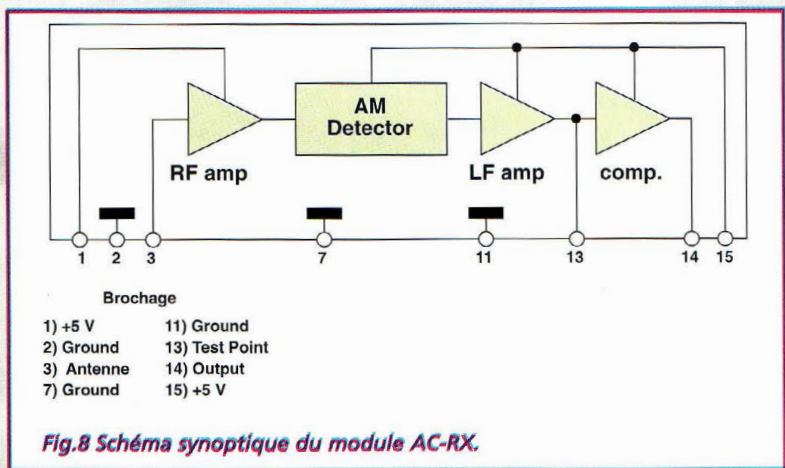 AM
Detector
RF amp
LF amp
comp.
1 2 3 7 11 13 14 15
Brochage
1) +5 V 11) Ground
2) Ground 13) Test Point
3) Antenne 14) Output
7) Ground 15) +5 V
Fig.8 Schéma synoptique du module AC-RX.